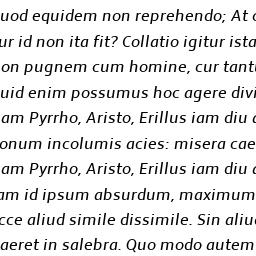 uod equidem non reprehendo; At
ur id non ita fit? Collatio igitur ista
on pugnem cum homine, cur tant
uid enim possumus hoc agere divi
am Pyrrho, Aristo, Erillus iam diu
onum incolumis acies: misera cae
am Pyrrho, Aristo, Erillus iam diu
am id ipsum absurdum, maximum
cce aliud simile dissimile. Sin aliu
aeret in salebra. Quo modo autem